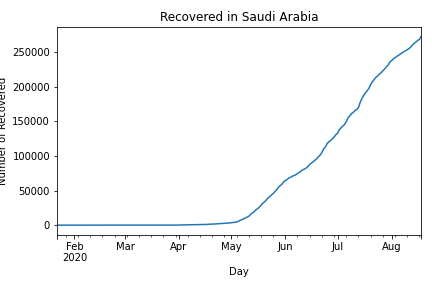 Recovered in Saudi Arabia
Number of Recovered
250000
200000
150000
100000
50000
0
Feb Mar Apr May Jun Jul Aug
2020
Day